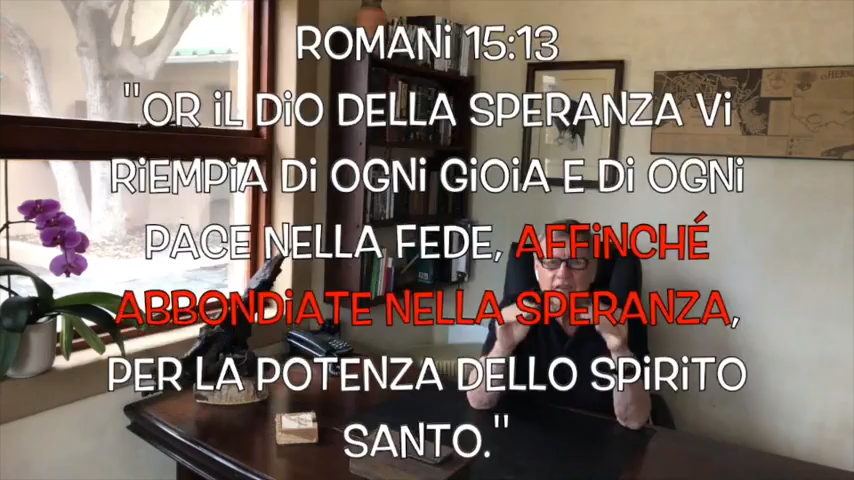 ROMANi 15:13
"OR iL DiO DELLA SPERANZA Vi
RiEMPiA Di OGNi GiOiA E Di OGNi
PACE NELLA FEDE, AFFiNCHÉ
ABBONDiATE NELLA SPERANZA,
PER LA POTENZA DELLO SPiRiTO
SANTO."